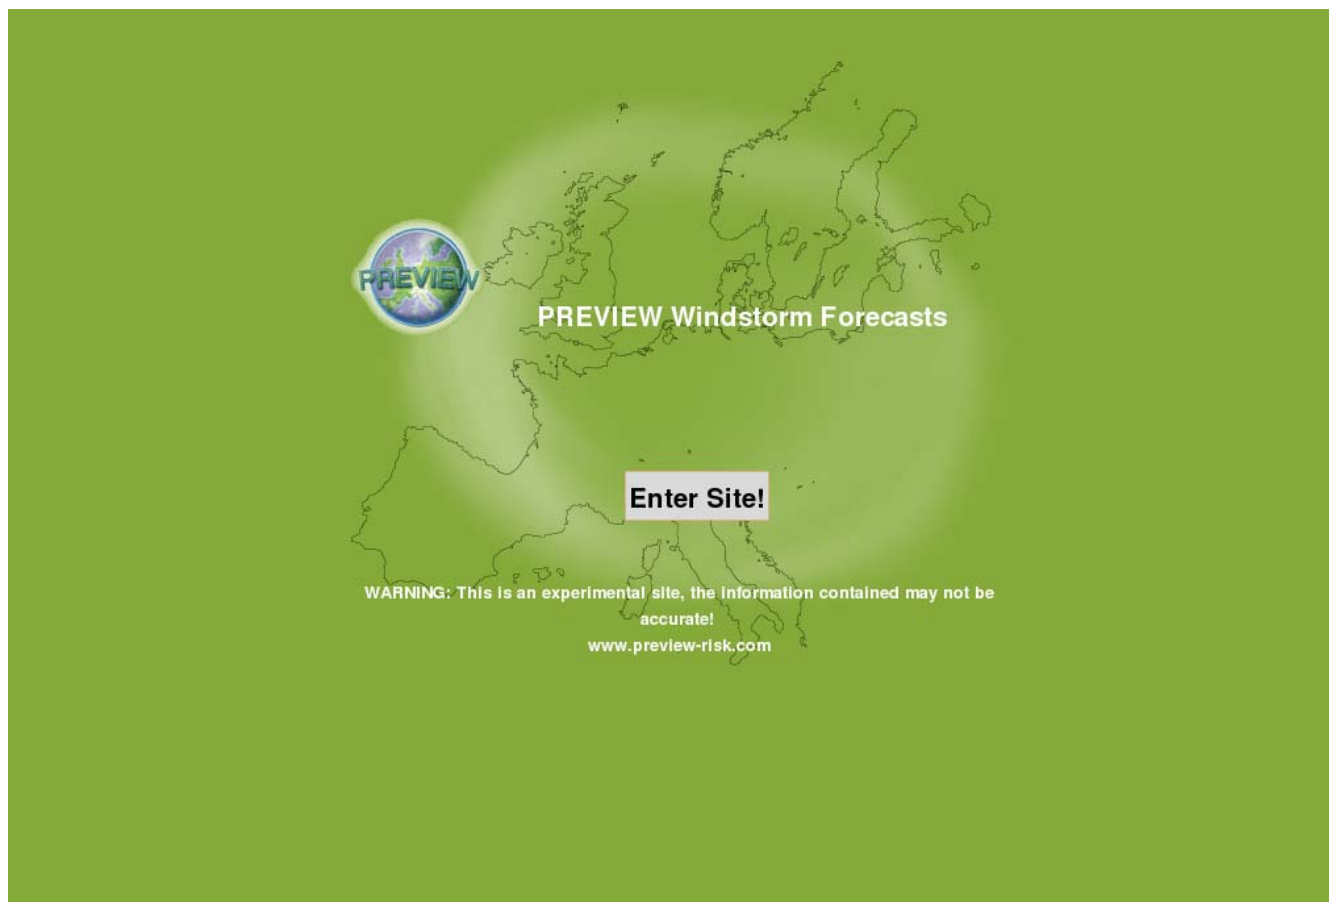 PREVIEW
PREVIEW Windstorm Forecasts
Enter Site!
WARNING: This is an experimental site, the information contained may not be
accurate!
www.preview-risk.com